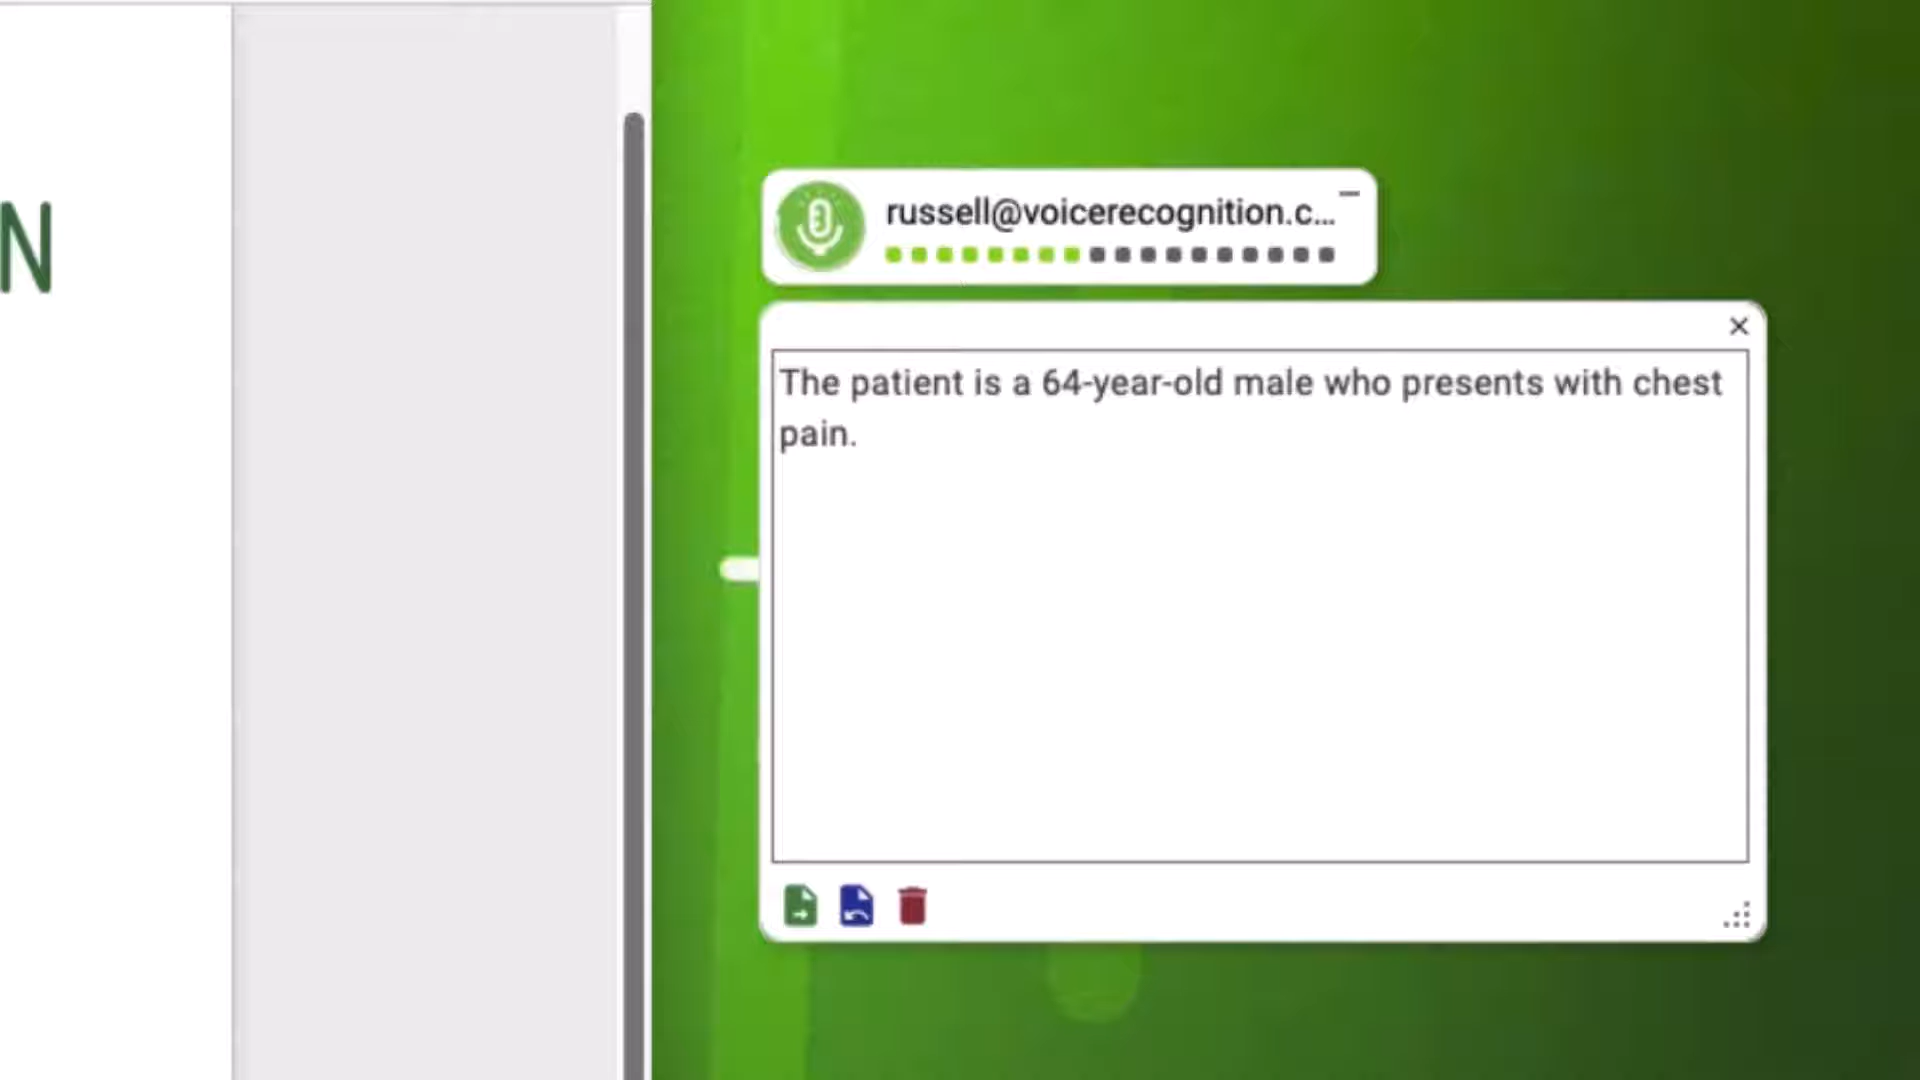 N
russell@voicerecognition.c...
The patient is a 64-year-old male who presents with chest
pain.